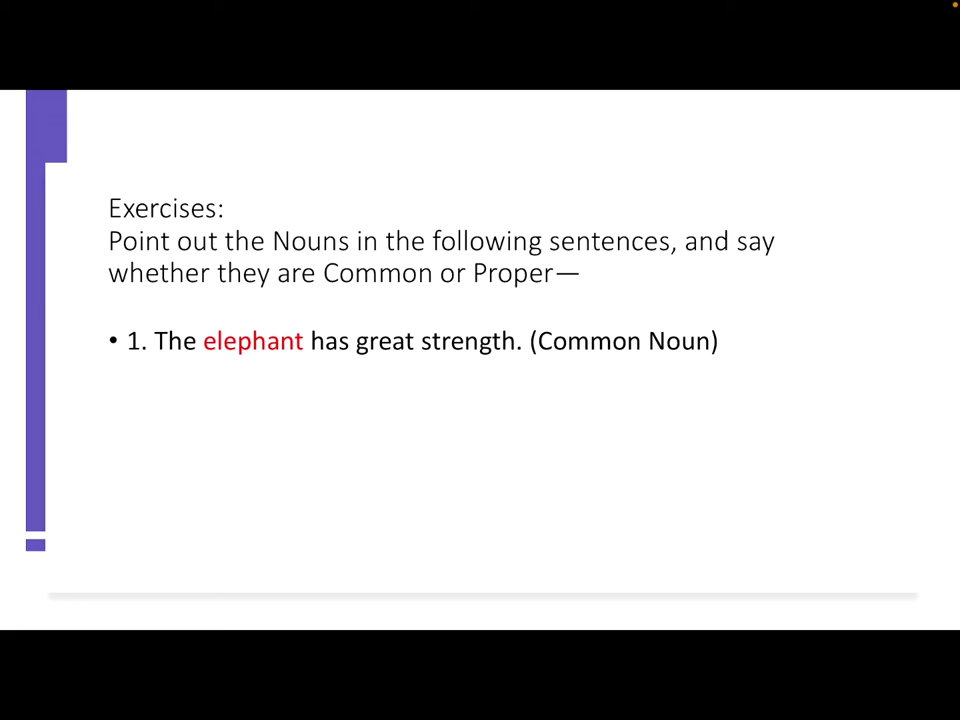 Exercises:
Point out the Nouns in the following sentences, and say
whether they are Common or Proper—
• 1. The elephant has great strength. (Common Noun)